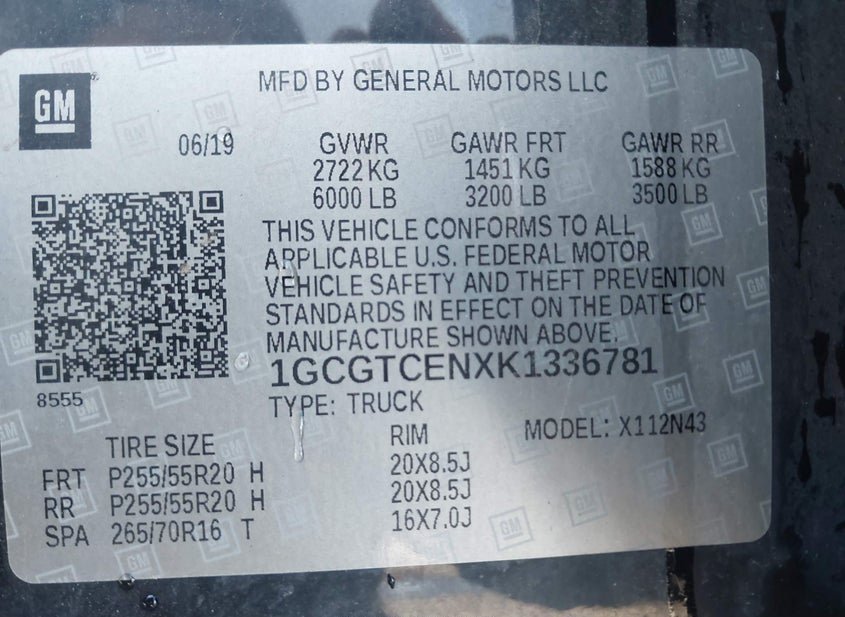 GM
MFD BY GENERAL MOTORS LLC
06/19 GVWR GAWR FRT GAWR RR
2722 KG 1451 KG 1588 KG
6000 LB 3200 LB 3500 LB
THIS VEHICLE CONFORMS TO ALL
APPLICABLE U.S. FEDERAL MOTOR
VEHICLE SAFETY AND THEFT PREVENTION
STANDARDS IN EFFECT ON THE DATE OF
MANUFACTURE SHOWN ABOVE.
1GCGTCENXK1336781
8555
TYPE: TRUCK
MODEL: X112N43
TIRE SIZE RIM
FRT P255/55R20 H 20X8.5J
RR P255/55R20 H 20X8.5J
SPA 265/70R16 T 16X7.0J